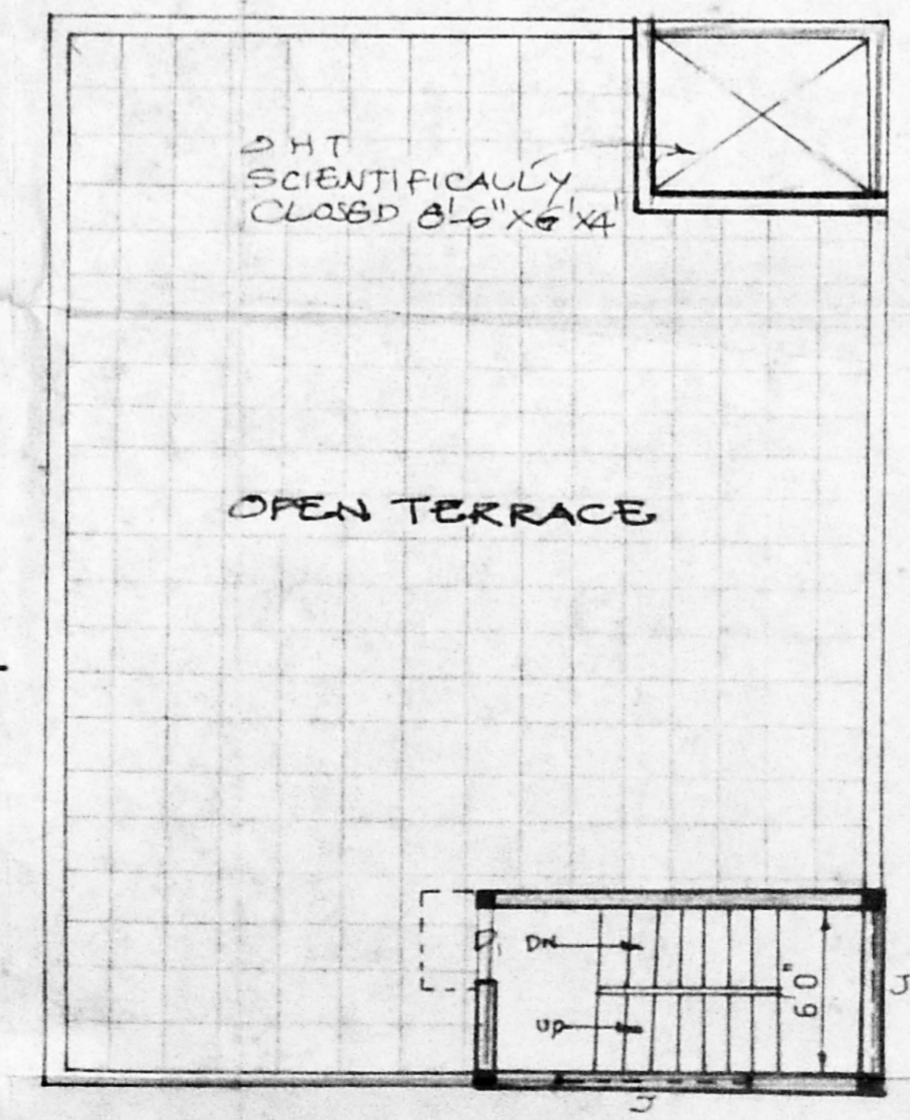 OHT
SCIENTIFICALLY
CLOSED 8'-6"X6'X4'
OPEN TERRACE
D1
DN
UP
6'0"
J
J